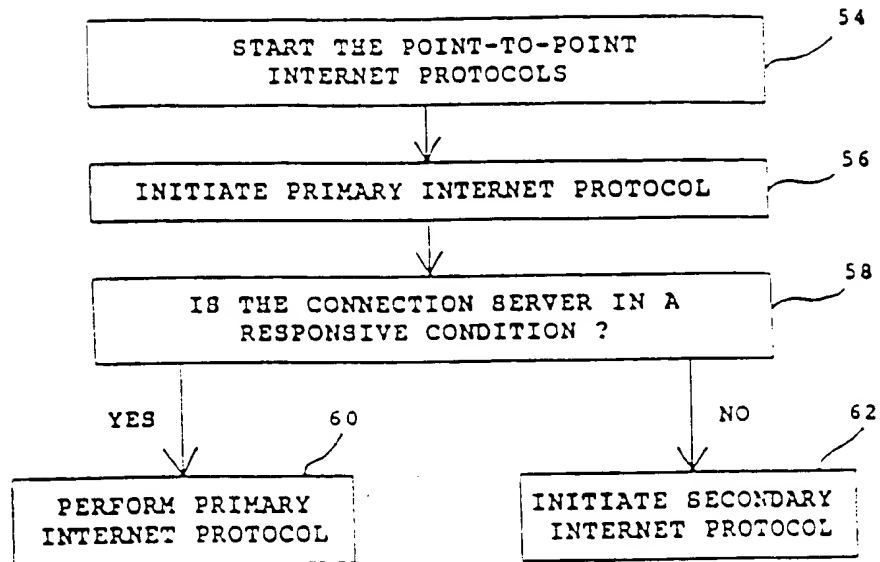 54
START THE POINT-TO-POINT
INTERNET PROTOCOLS
56
INITIATE PRIMARY INTERNET PROTOCOL
58
IS THE CONNECTION SERVER IN A
RESPONSIVE CONDITION ?
YES
60
NO
62
PERFORM PRIMARY
INTERNET PROTOCOL
INITIATE SECONDARY
INTERNET PROTOCOL